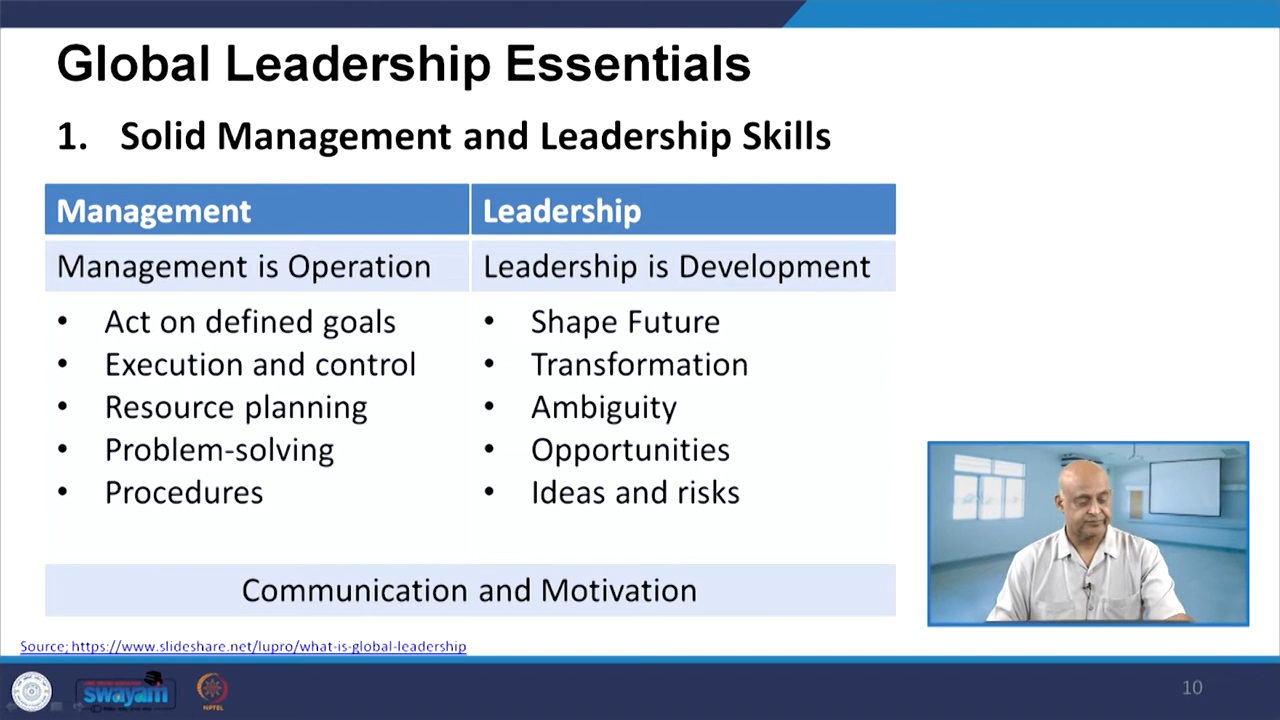 Global Leadership Essentials
1. Solid Management and Leadership Skills
Management
Leadership
Management is Operation
Leadership is Development
• Act on defined goals
• Execution and control
• Resource planning
• Problem-solving
• Procedures
• Shape Future
• Transformation
• Ambiguity
• Opportunities
• Ideas and risks
Communication and Motivation
Source; https://www.slideshare.net/lupro/what-is-global-leadership
swayam
NPTEL
10